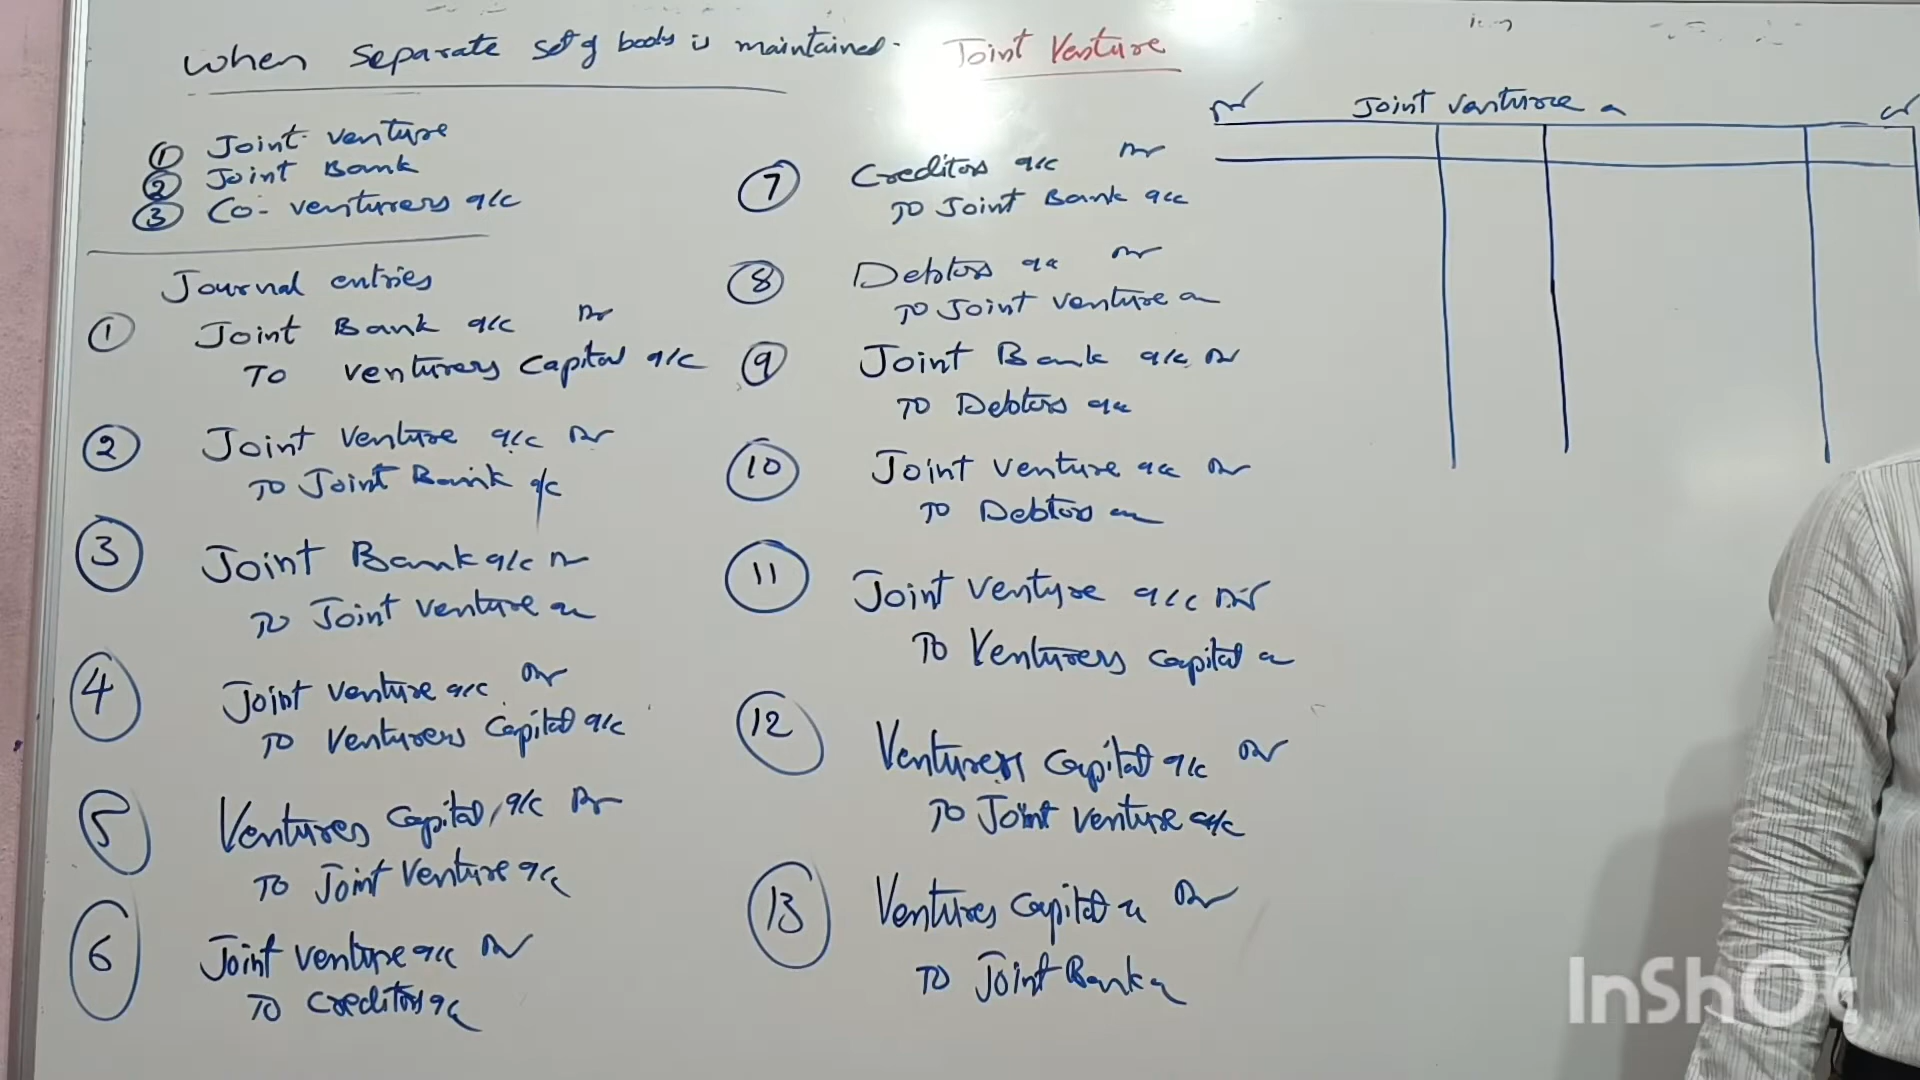 When separate set of books is maintained. Joint Venture
① Joint venture
② Joint Bank
③ Co-venturers a/c
Journal entries
① Joint Bank a/c Dr
To venturers capital a/c
② Joint Venture a/c Dr
To Joint Bank a/c
③ Joint Bank a/c Dr
To Joint venture a/c
④ Joint venture a/c Dr
To Venturers Capital a/c
⑤ Ventures capital a/c Dr
To Joint Venture a/c
⑥ Joint venture a/c Dr
To creditors a/c
⑦ Creditors a/c Dr
To Joint Bank a/c
⑧ Debtors a/c Dr
To Joint venture a/c
⑨ Joint Bank a/c Dr
To Debtors a/c
⑩ Joint venture a/c Dr
To Debtors a/c
⑪ Joint venture a/c Dr
To Venturers capital a/c
⑫ Venturers capital a/c Dr
To Joint venture a/c
⑬ Ventures capital a/c Dr
To Joint Bank a/c
Dr Joint venture a/c Cr
InShot